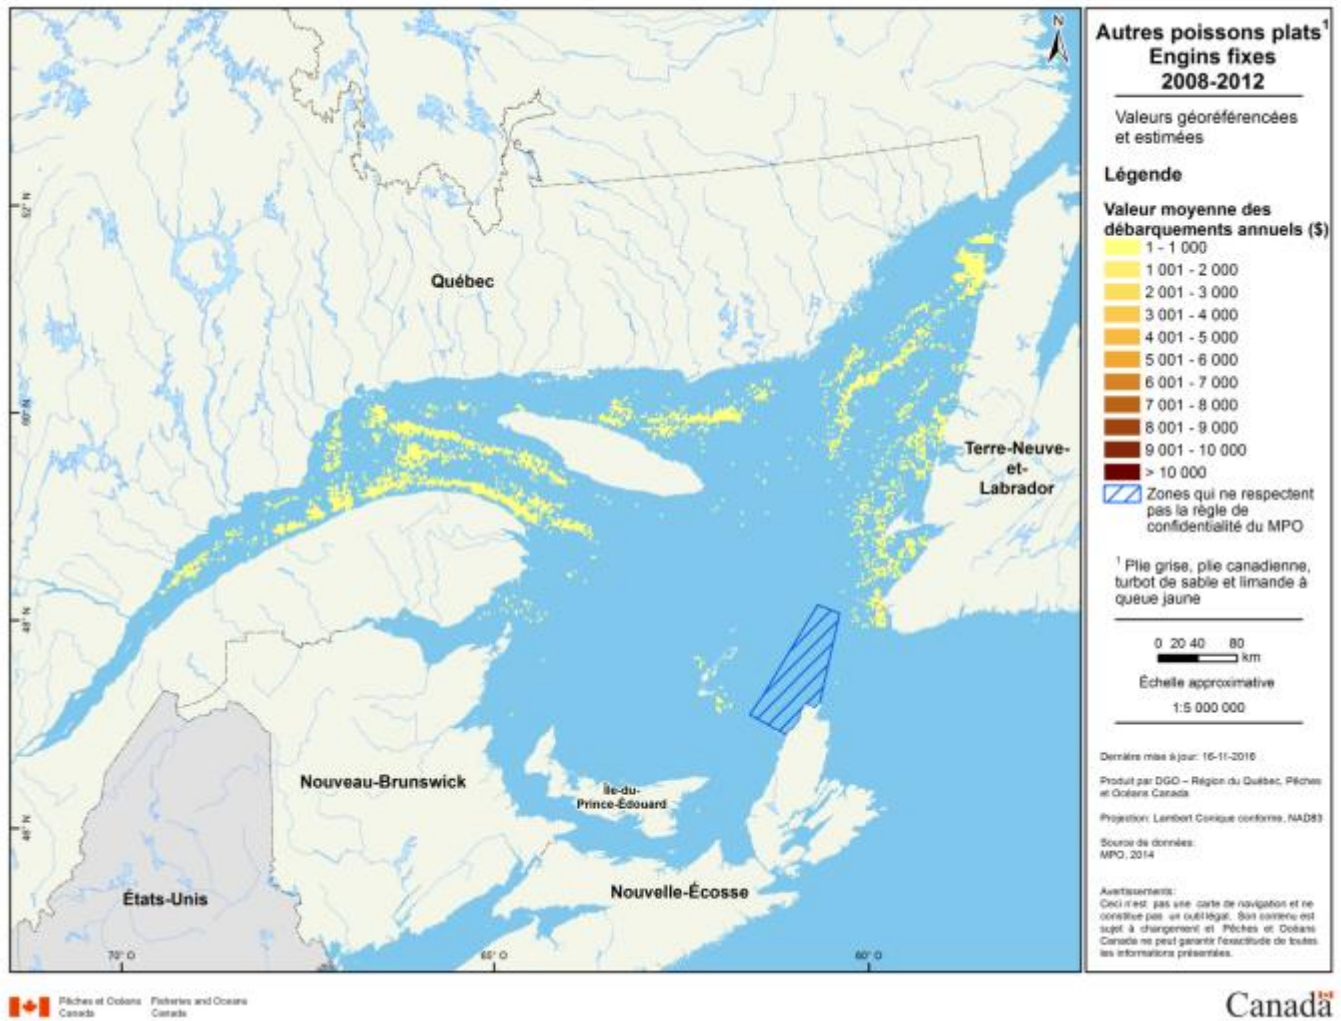 Autres poissons plats¹
Engins fixes
2008-2012
Valeurs géoréférencées
et estimées
Légende
Valeur moyenne des
débarquements annuels ($)
1 - 1 000
1 001 - 2 000
2 001 - 3 000
3 001 - 4 000
4 001 - 5 000
5 001 - 6 000
6 001 - 7 000
7 001 - 8 000
8 001 - 9 000
9 001 - 10 000
> 10 000
Zones qui ne respectent
pas la règle de
confidentialité du MPO
¹ Plie grise, plie canadienne,
turbot de sable et limande à
queue jaune
0 20 40 80
km
Échelle approximative
1:5 000 000
Dernière mise à jour: 16-11-2016
Produit par DGO – Région du Québec, Pêches
et Océans Canada
Projection: Lambert Conique conforme, NAD83
Source de données:
MPO, 2014
Avertissements:
Ceci n'est pas une carte de navigation et ne
constitue pas un outil légal. Son contenu est
sujet à changement et Pêches et Océans
Canada ne peut garantir l'exactitude de toutes
les informations présentées.
N
52° N
50° N
48° N
46° N
70° O
65° O
60° O
Québec
Terre-Neuve-
et-
Labrador
Nouveau-Brunswick
Île-du-
Prince-Édouard
Nouvelle-Écosse
États-Unis
Pêches et Océans
Canada
Fisheries and Oceans
Canada
Canada